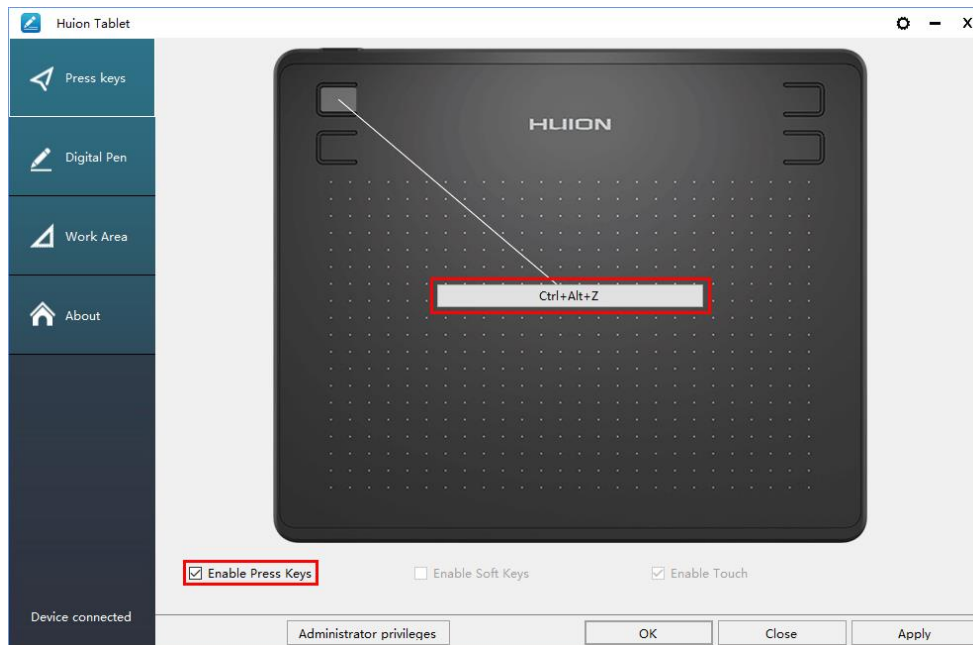 Huion Tablet
X
Press keys
HUION
Digital Pen
Work Area
Ctrl+Alt+Z
About
Enable Press Keys
Enable Soft Keys
Enable Touch
Device connected
Administrator privileges
OK
Close
Apply